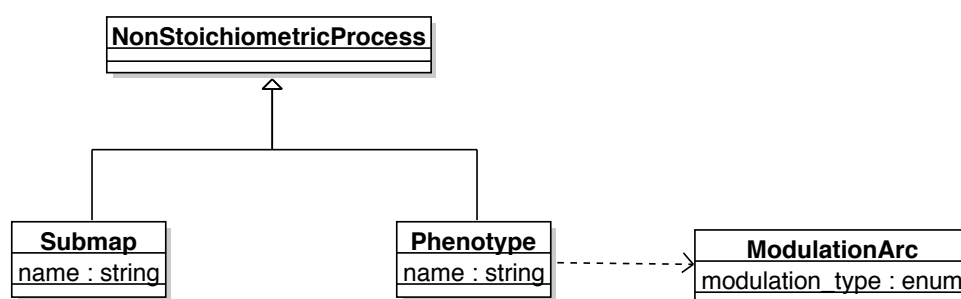 NonStoichiometricProcess
Submap
name : string
Phenotype
name : string
ModulationArc
modulation_type : enum